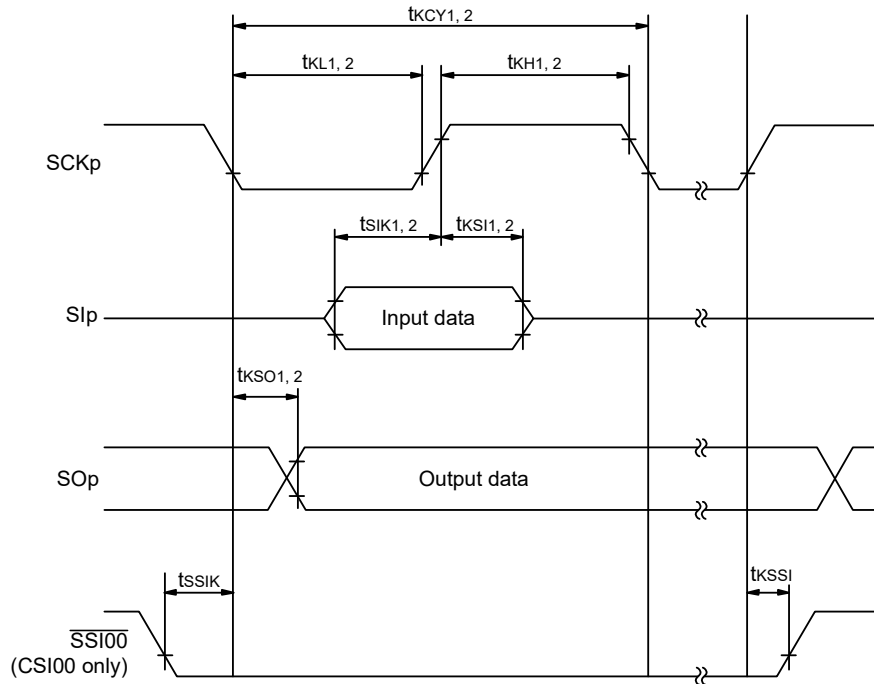 tKCY1, 2
tKL1, 2
tKH1, 2
SCKp
tSIK1, 2
tKSI1, 2
SIp
Input data
tKSO1, 2
SOp
Output data
tSSIK
tKSSI
SSI00
(CSI00 only)